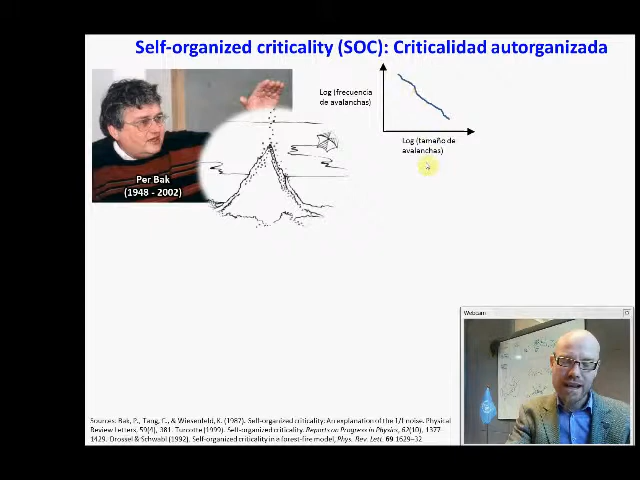 Self-organized criticality (SOC): Criticalidad autorganizada
Per Bak
(1948 - 2002)
Log (frecuencia
de avalanchas)
Log (tamaño de
avalanchas)
Webcam
Sources: Bak, P., Tang, C., & Wiesenfeld, K. (1987). Self-organized criticality: An explanation of the 1/f noise. Physical
Review Letters, 59(4), 381. Turcotte (1999). Self-organized criticality. Reports on Progress in Physics, 62(10), 1377
1429. Drossel & Schwabl (1992). Self-organized criticality in a forest-fire model, Phys. Rev. Lett. 69 1629–32